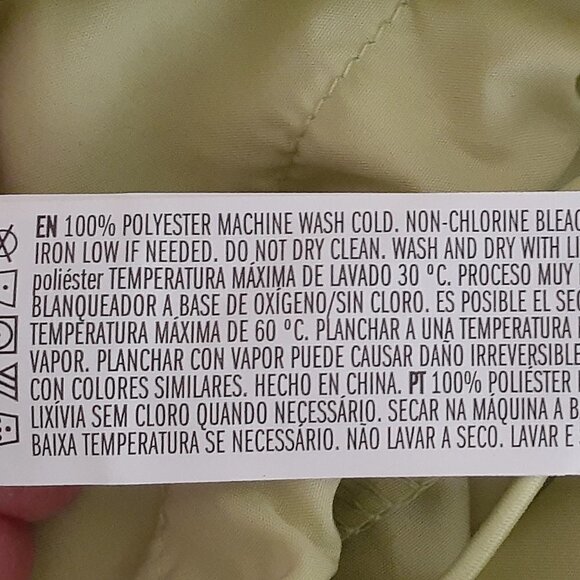 EN 100% POLYESTER MACHINE WASH COLD. NON-CHLORINE
IRON LOW IF NEEDED. DO NOT DRY CLEAN. WASH AND DRY WITH
poliéster TEMPERATURA MÁXIMA DE LAVADO 30 ºC. PROCESO MUY
BLANQUEADOR A BASE DE OXÍGENO/SIN CLORO. ES POSIBLE EL
TEMPERATURA MÁXIMA DE 60 ºC. PLANCHAR A UNA TEMPERATURA
VAPOR. PLANCHAR CON VAPOR PUEDE CAUSAR DAÑO IRREVERSIBLE
CON COLORES SIMILARES. HECHO EN CHINA. PT 100% POLIÉSTER
LIXÍVIA SEM CLORO QUANDO NECESSÁRIO. SECAR NA MÁQUINA A
BAIXA TEMPERATURA SE NECESSÁRIO. NÃO LAVAR A SECO. LAVAR E